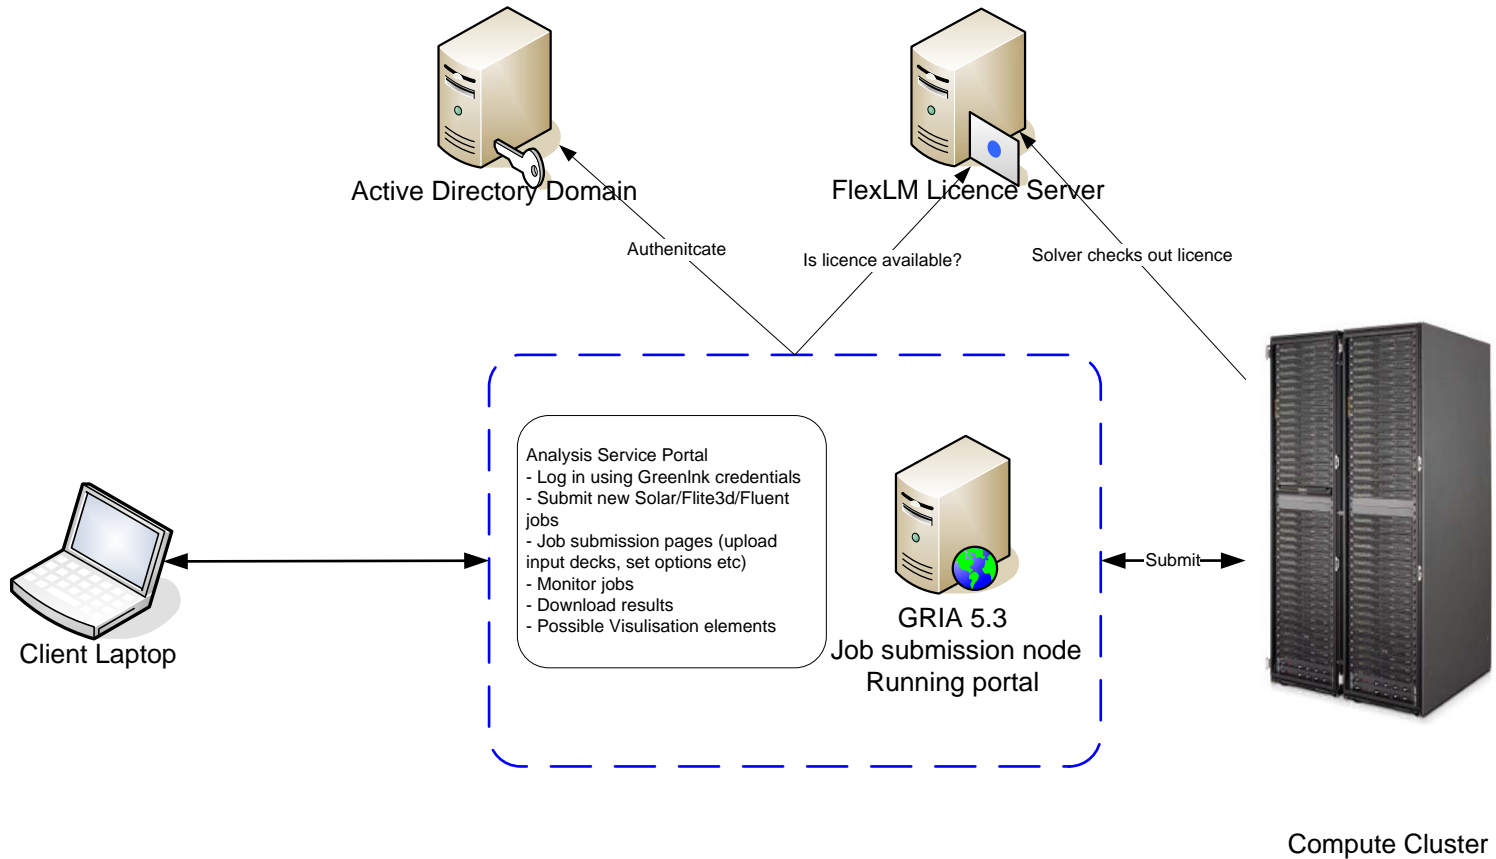 Active Directory Domain
FlexLM Licence Server
Authenitcate
Is licence available?
Solver checks out licence
Analysis Service Portal
- Log in using GreenInk credentials
- Submit new Solar/Flite3d/Fluent
jobs
- Job submission pages (upload
input decks, set options etc)
- Monitor jobs
- Download results
- Possible Visulisation elements
GRIA 5.3
Job submission node
Running portal
Submit
Client Laptop
Compute Cluster